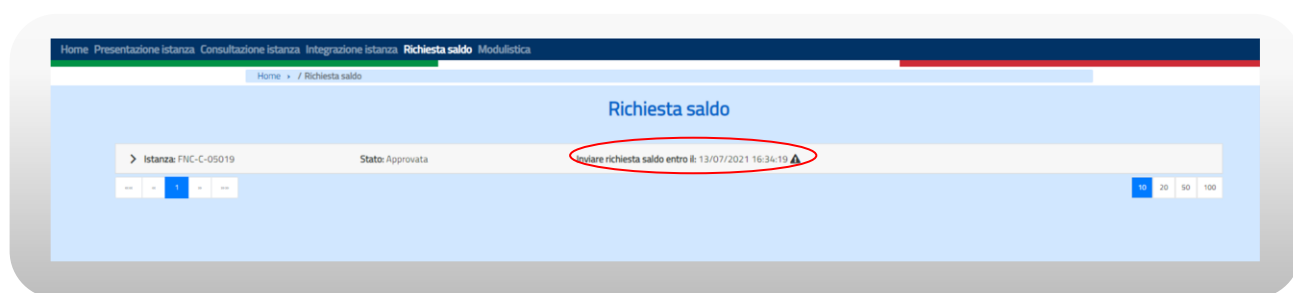 Home Presentazione istanza Consultazione istanza Integrazione istanza Richiesta saldo Modulistica
Home › / Richiesta saldo
Richiesta saldo
Istanza: FNC-C-05019 Stato: Approvata Inviare richiesta saldo entro il: 13/07/2021 16:34:19
1 10 20 50 100